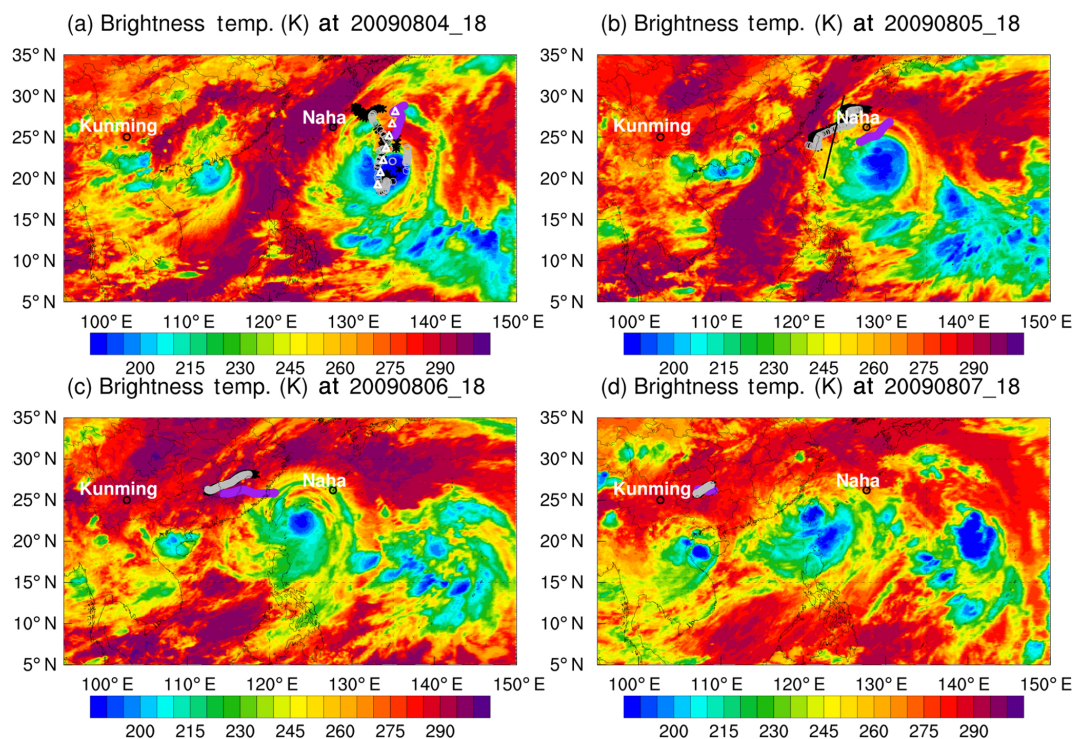 (a) Brightness temp. (K) at 20090804_18
(b) Brightness temp. (K) at 20090805_18
35° N
30° N
25° N
20° N
15° N
10° N
5° N
Kunming
Naha
35° N
30° N
25° N
20° N
15° N
10° N
5° N
Kunming
Naha
100° 110° E 120° 130° 140° 150° E
100° 110° E 120° 130° 140° 150° E
200 215 230 245 260 275 290
200 215 230 245 260 275 290
(c) Brightness temp. (K) at 20090806_18
(d) Brightness temp. (K) at 20090807_18
35° N
30° N
25° N
20° N
15° N
10° N
5° N
Kunming
Naha
35° N
30° N
25° N
20° N
15° N
10° N
5° N
Kunming
Naha
100° 110° E 120° 130° 140° 150° E
100° 110° E 120° 130° 140° 150° E
200 215 230 245 260 275 290
200 215 230 245 260 275 290